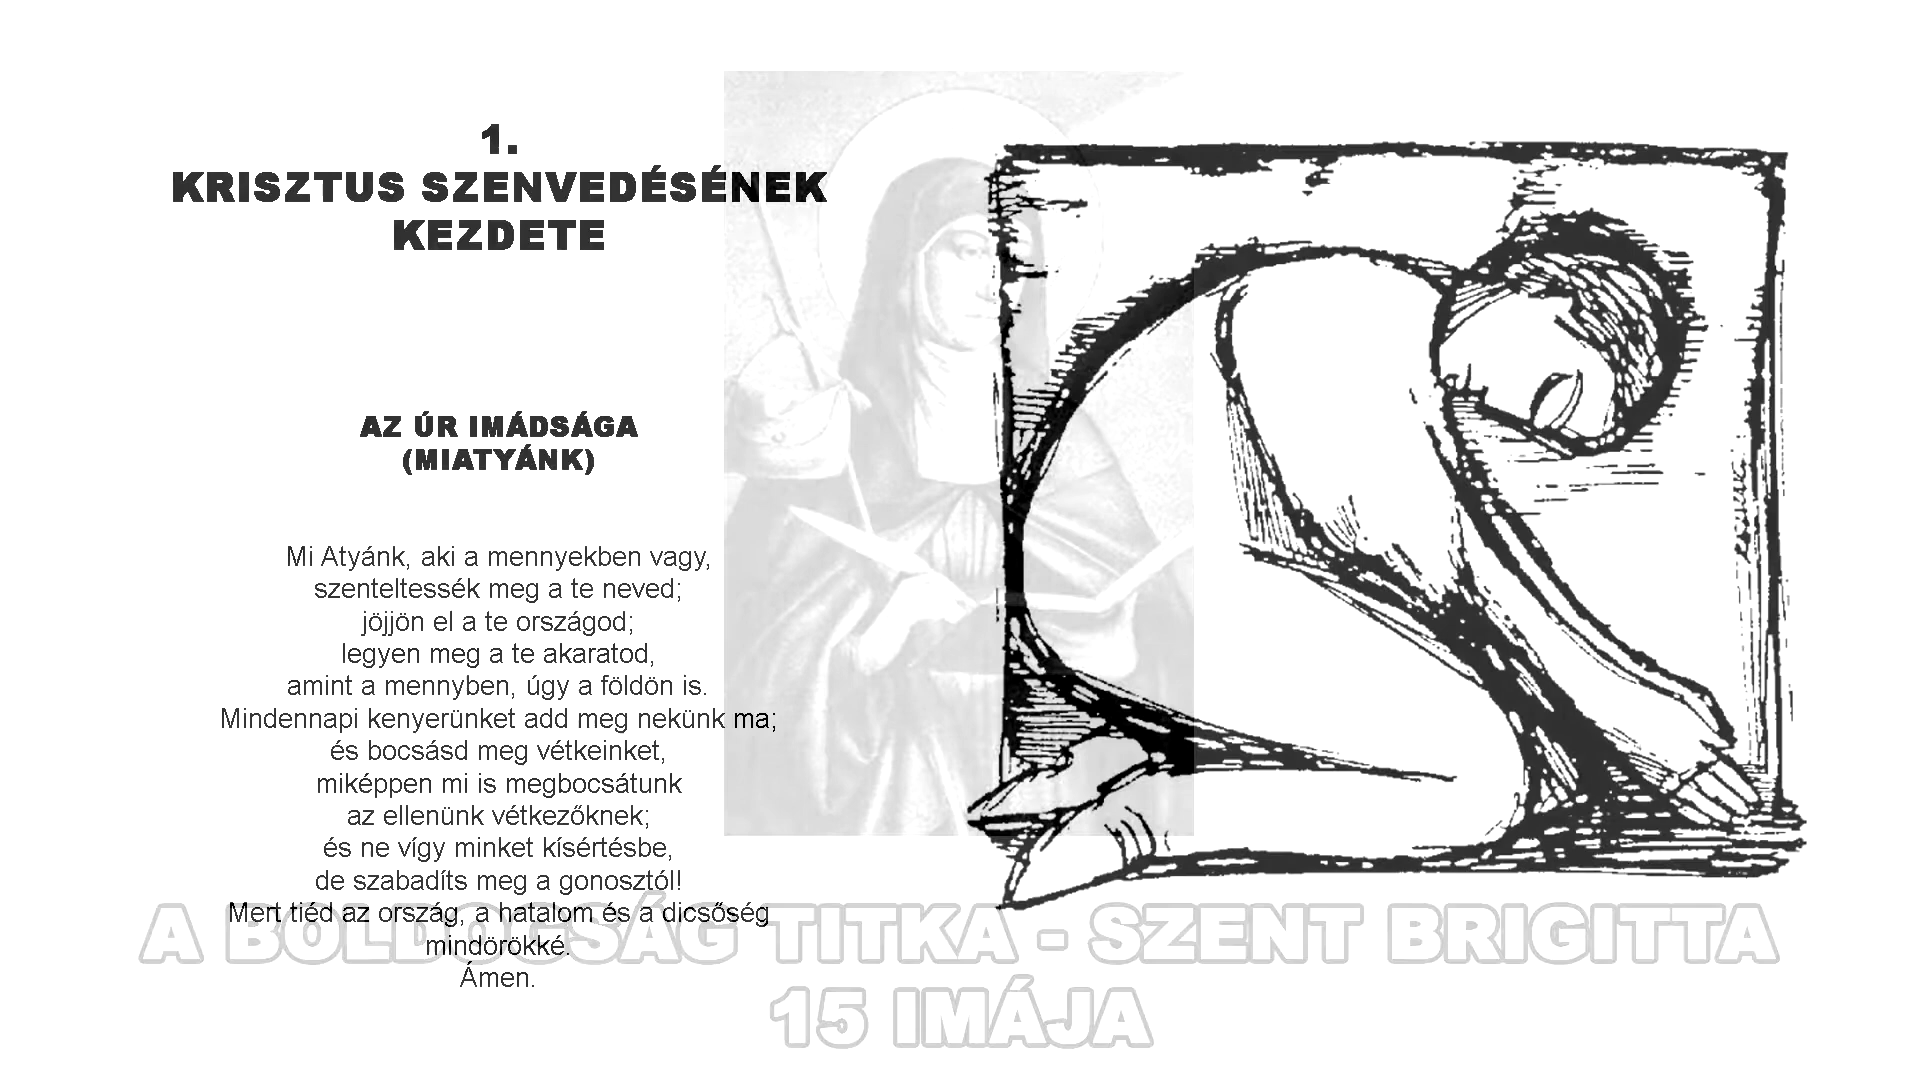 1.
KRISZTUS SZENVEDÉSÉNEK
KEZDETE
AZ ÚR IMÁDSÁGA
(MIATYÁNK)
Mi Atyánk, aki a mennyekben vagy,
szenteltessék meg a te neved;
jöjjön el a te országod;
legyen meg a te akaratod,
amint a mennyben, úgy a földön is.
Mindennapi kenyerünket add meg nekünk ma;
és bocsásd meg vétkeinket,
miképpen mi is megbocsátunk
az ellenünk vétkezőknek;
és ne vígy minket kísértésbe,
de szabadíts meg a gonosztól!
Mert tiéd az ország, a hatalom és a dicsőség
mindörökké.
Ámen.
A BOLDOGSÁG TITKA - SZENT BRIGITTA
15 IMÁJA